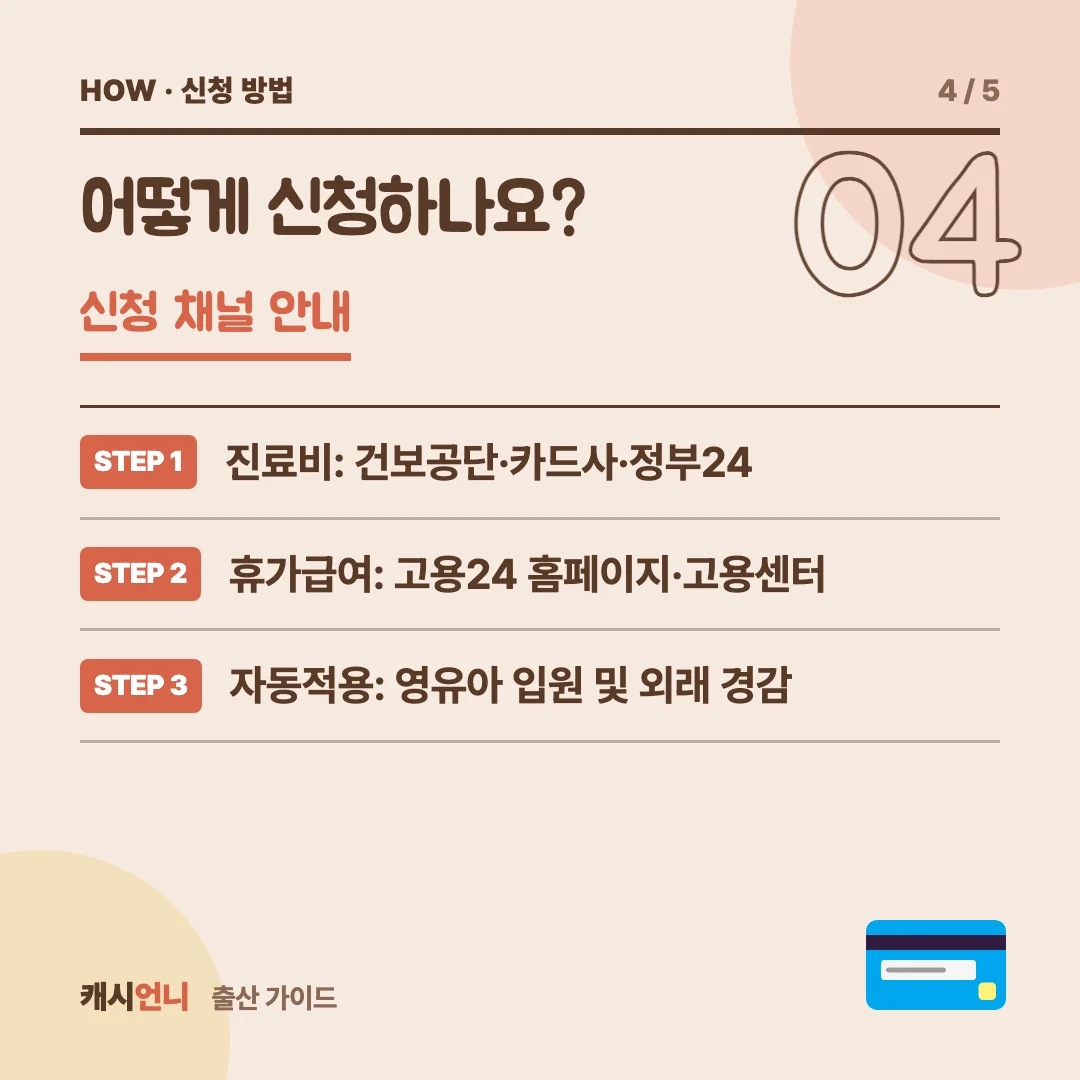 HOW · 신청 방법
4 / 5
어떻게 신청하나요?
04
신청 채널 안내
STEP 1 진료비: 건보공단·카드사·정부24
STEP 2 휴가급여: 고용24 홈페이지·고용센터
STEP 3 자동적용: 영유아 입원 및 외래 경감
캐시언니 출산 가이드